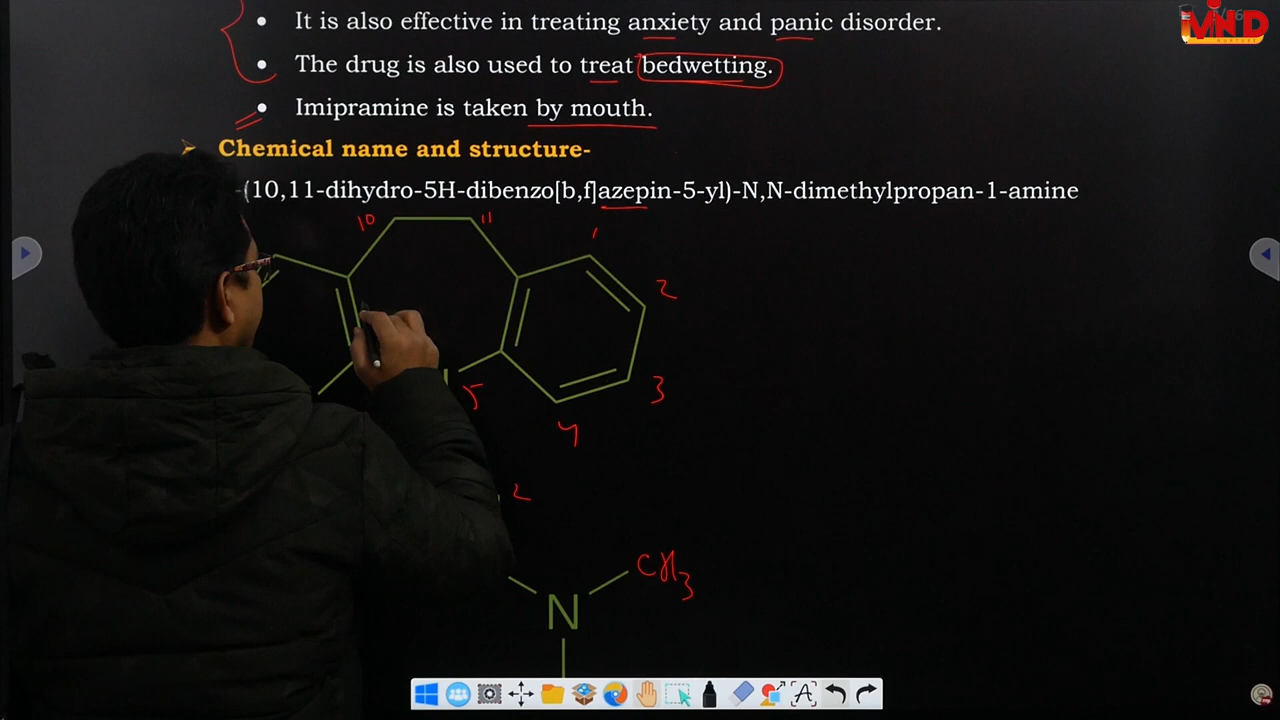 • It is also effective in treating anxiety and panic disorder.
• The drug is also used to treat bedwetting.
• Imipramine is taken by mouth.
➢ Chemical name and structure-
-(10,11-dihydro-5H-dibenzo[b,f]azepin-5-yl)-N,N-dimethylpropan-1-amine
10 11 1
2
5 3
4
2
CH3
N